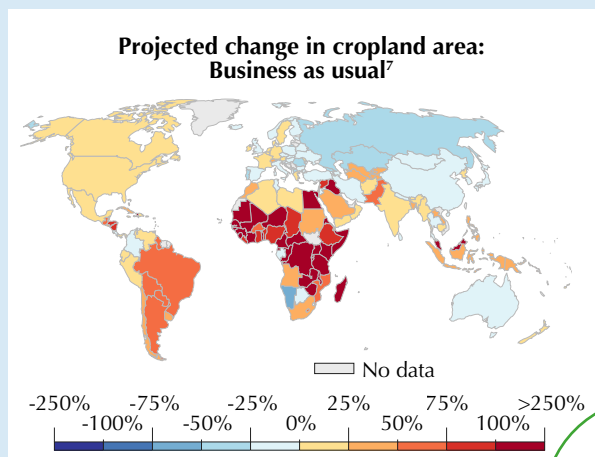 Projected change in cropland area:
Business as usual⁷
No data
-250% -75% -25% 25% 75% >250%
-100% -50% 0% 50% 100%